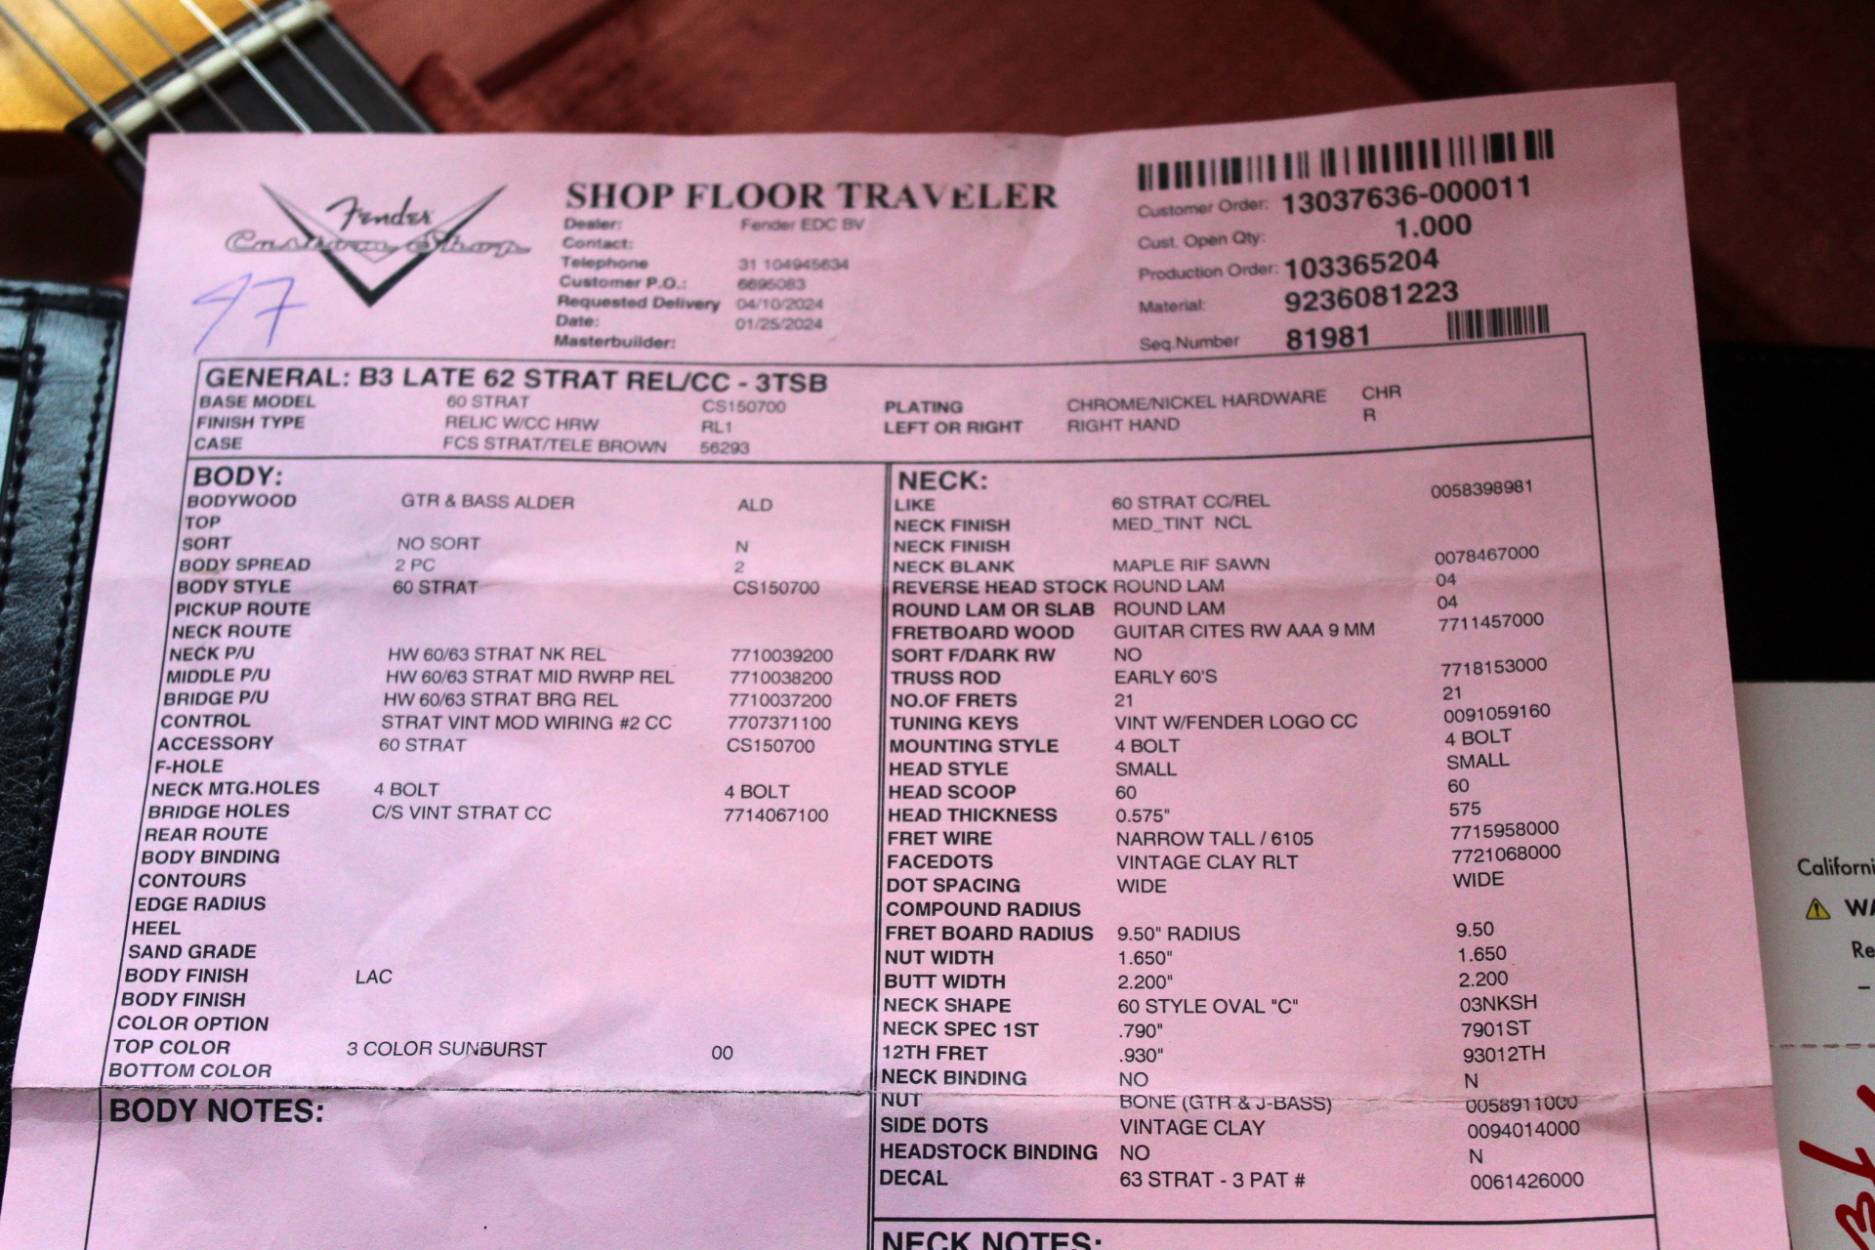 Fender
Custom Shop
47
SHOP FLOOR TRAVELER
Dealer: Fender EDC BV
Contact:
Telephone 31 104945634
Customer P.O.: 6695083
Requested Delivery 04/10/2024
Date: 01/25/2024
Masterbuilder:
Customer Order: 13037636-000011
Cust. Open Qty: 1.000
Production Order: 103365204
Material: 9236081223
Seq.Number 81981
GENERAL: B3 LATE 62 STRAT REL/CC - 3TSB
BASE MODEL 60 STRAT CS150700
FINISH TYPE RELIC W/CC HRW RL1
CASE FCS STRAT/TELE BROWN 56293
PLATING CHROME/NICKEL HARDWARE CHR
LEFT OR RIGHT RIGHT HAND R
BODY:
BODYWOOD GTR & BASS ALDER ALD
TOP
SORT NO SORT N
BODY SPREAD 2 PC 2
BODY STYLE 60 STRAT CS150700
PICKUP ROUTE
NECK ROUTE
NECK P/U HW 60/63 STRAT NK REL 7710039200
MIDDLE P/U HW 60/63 STRAT MID RWRP REL 7710038200
BRIDGE P/U HW 60/63 STRAT BRG REL 7710037200
CONTROL STRAT VINT MOD WIRING #2 CC 7707371100
ACCESSORY 60 STRAT CS150700
F-HOLE
NECK MTG.HOLES 4 BOLT 4 BOLT
BRIDGE HOLES C/S VINT STRAT CC 7714067100
REAR ROUTE
BODY BINDING
CONTOURS
EDGE RADIUS
HEEL
SAND GRADE
BODY FINISH LAC
BODY FINISH
COLOR OPTION
TOP COLOR 3 COLOR SUNBURST 00
BOTTOM COLOR
BODY NOTES:
NECK:
LIKE 60 STRAT CC/REL 0058398981
NECK FINISH MED_TINT NCL
NECK FINISH
NECK BLANK MAPLE RIF SAWN 0078467000
REVERSE HEAD STOCK ROUND LAM 04
ROUND LAM OR SLAB ROUND LAM 04
FRETBOARD WOOD GUITAR CITES RW AAA 9 MM 7711457000
SORT F/DARK RW NO
TRUSS ROD EARLY 60'S 7718153000
NO.OF FRETS 21 21
TUNING KEYS VINT W/FENDER LOGO CC 0091059160
MOUNTING STYLE 4 BOLT 4 BOLT
HEAD STYLE SMALL SMALL
HEAD SCOOP 60 60
HEAD THICKNESS 0.575" 575
FRET WIRE NARROW TALL / 6105 7715958000
FACEDOTS VINTAGE CLAY RLT 7721068000
DOT SPACING WIDE WIDE
COMPOUND RADIUS
FRET BOARD RADIUS 9.50" RADIUS 9.50
NUT WIDTH 1.650" 1.650
BUTT WIDTH 2.200" 2.200
NECK SHAPE 60 STYLE OVAL "C" 03NKSH
NECK SPEC 1ST .790" 7901ST
12TH FRET .930" 93012TH
NECK BINDING NO N
NUT BONE (GTR & J-BASS) 0058911000
SIDE DOTS VINTAGE CLAY 0094014000
HEADSTOCK BINDING NO N
DECAL 63 STRAT - 3 PAT # 0061426000
NECK NOTES:
Californi
WA
Re